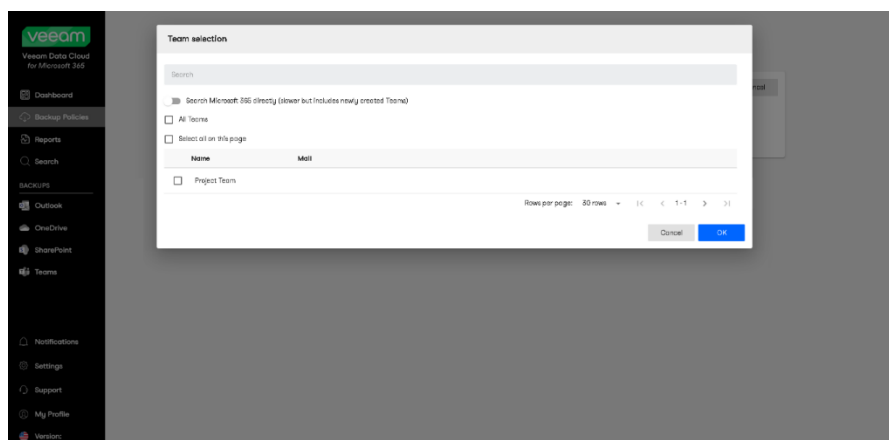 veeam
Veeam Data Cloud
for Microsoft 365
Dashboard
Backup Policies
Reports
Search
BACKUPS
Outlook
OneDrive
SharePoint
Teams
Notifications
Settings
Support
My Profile
Version:
Team selection
Search
Search Microsoft 365 directly (slower but includes newly created Teams)
All Teams
Select all on this page
Name Mail
Project Team
Rows per page: 30 rows 1-1
Cancel OK